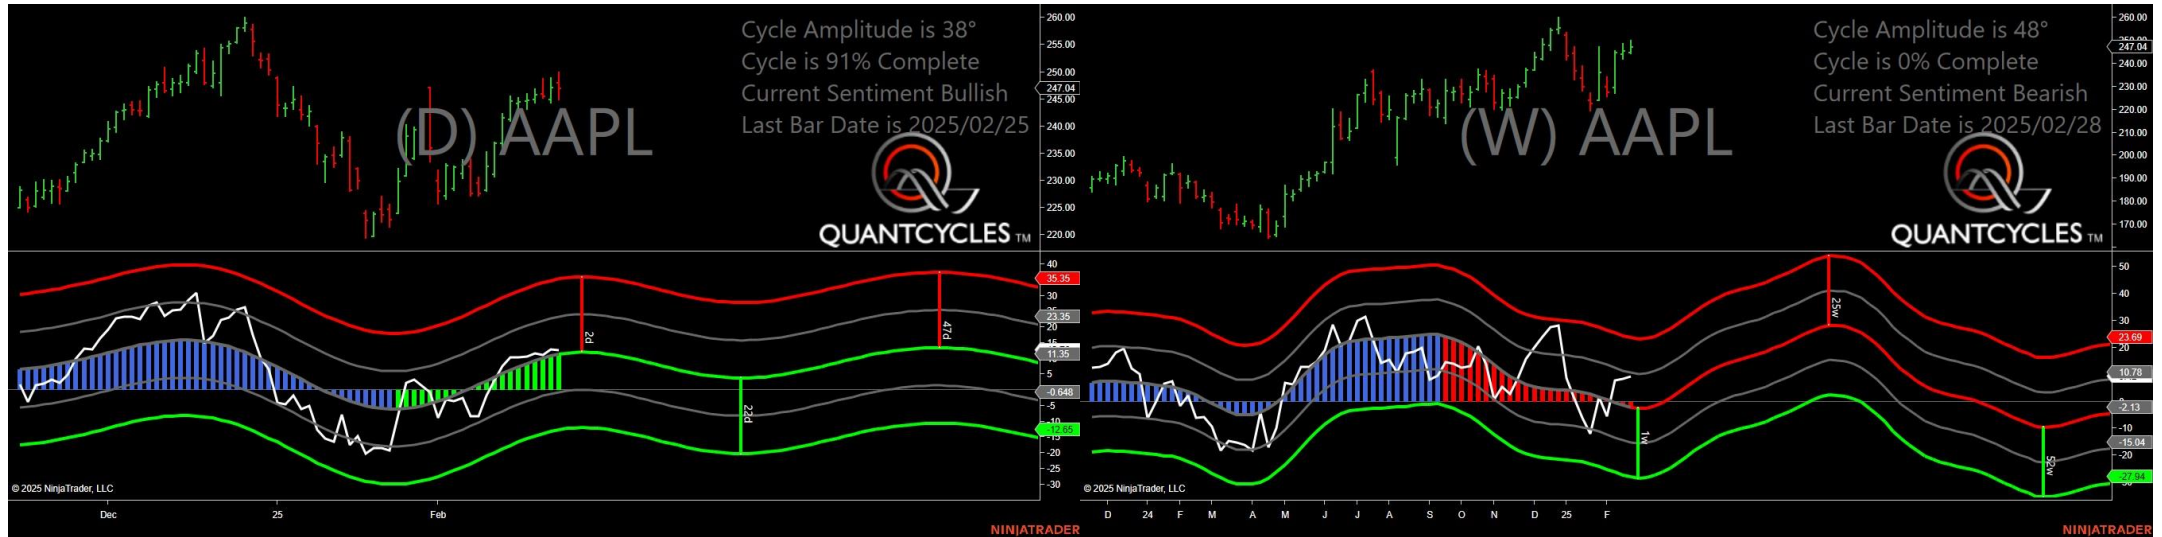 Cycle Amplitude is 38°
Cycle is 91% Complete
Current Sentiment Bullish
Last Bar Date is 2025/02/25
(D) AAPL
QUANTCYCLES TM
260.00
255.00
250.00
247.04
245.00
240.00
235.00
230.00
225.00
220.00
40
35.35
30
23.35
20
11.35
5
-0.648
-5
-12.65
-20
-25
-30
2d
22d
47d
© 2025 NinjaTrader, LLC
Dec
25
Feb
NINJATRADER
Cycle Amplitude is 48°
Cycle is 0% Complete
Current Sentiment Bearish
Last Bar Date is 2025/02/28
(W) AAPL
QUANTCYCLES TM
260.00
247.04
240.00
230.00
220.00
210.00
200.00
190.00
180.00
170.00
50
40
30
23.69
20
10.78
-2.13
-10
-15.04
-20
-27.94
25w
1w
52w
© 2025 NinjaTrader, LLC
D 24 F M A M J J A S O N D 25 F
NINJATRADER